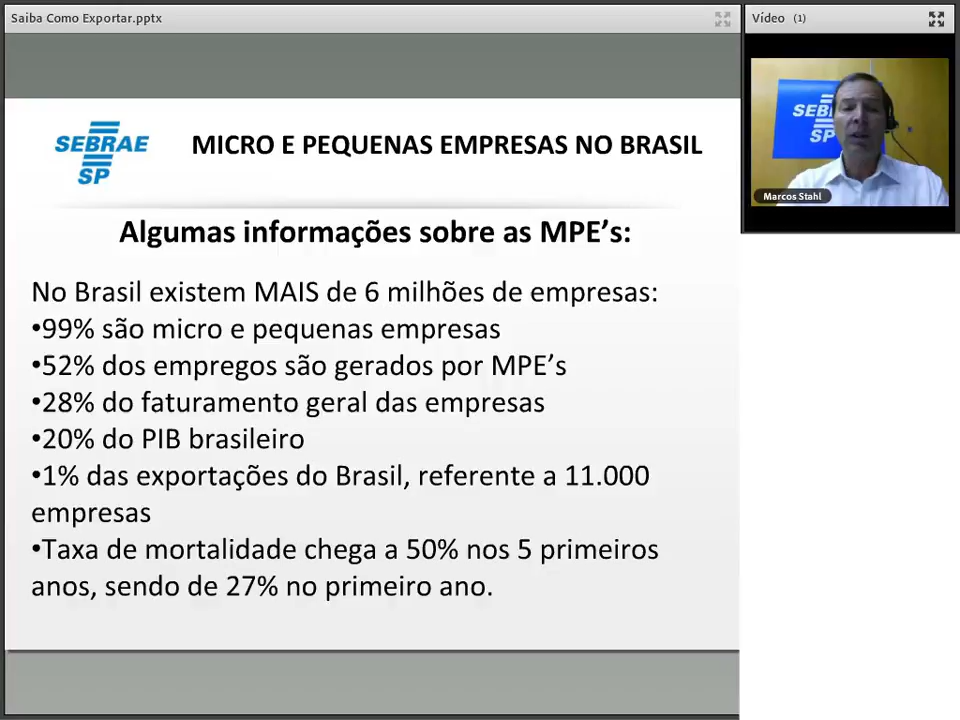 Saiba Como Exportar.pptx
Vídeo (1)
SEBRAE
SP
MICRO E PEQUENAS EMPRESAS NO BRASIL
SEB
SP
Marcos Stahl
Algumas informações sobre as MPE’s:
No Brasil existem MAIS de 6 milhões de empresas:
•99% são micro e pequenas empresas
•52% dos empregos são gerados por MPE’s
•28% do faturamento geral das empresas
•20% do PIB brasileiro
•1% das exportações do Brasil, referente a 11.000
empresas
•Taxa de mortalidade chega a 50% nos 5 primeiros
anos, sendo de 27% no primeiro ano.